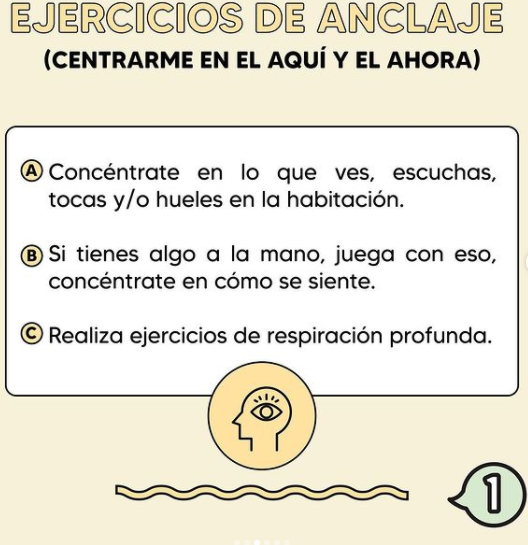 EJERCICIOS DE ANCLAJE
(CENTRARME EN EL AQUÍ Y EL AHORA)
A Concéntrate en lo que ves, escuchas,
tocas y/o hueles en la habitación.
B Si tienes algo a la mano, juega con eso,
concéntrate en cómo se siente.
C Realiza ejercicios de respiración profunda.
1